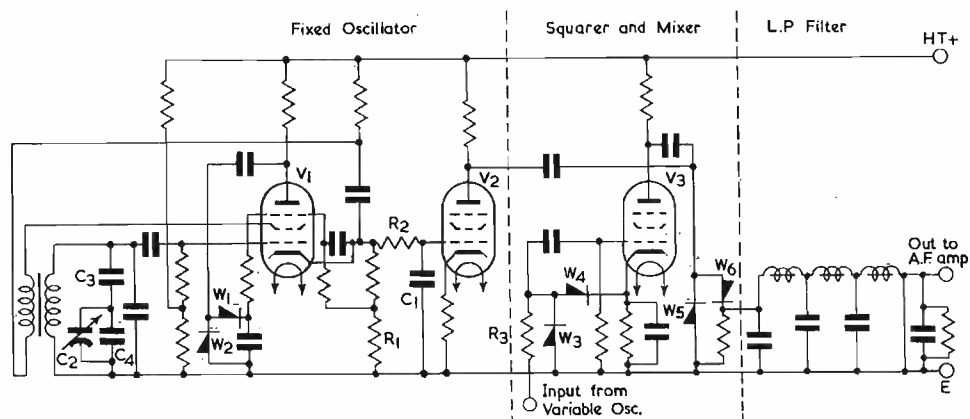 Fixed Oscillator
Squarer and Mixer
L.P Filter
HT+
V1
V2
V3
R2
C3
C1
W1
W2
C2
C4
R1
W4
W6
W5
R3
W3
Out to
A.F. amp
E
Input from
Variable Osc.